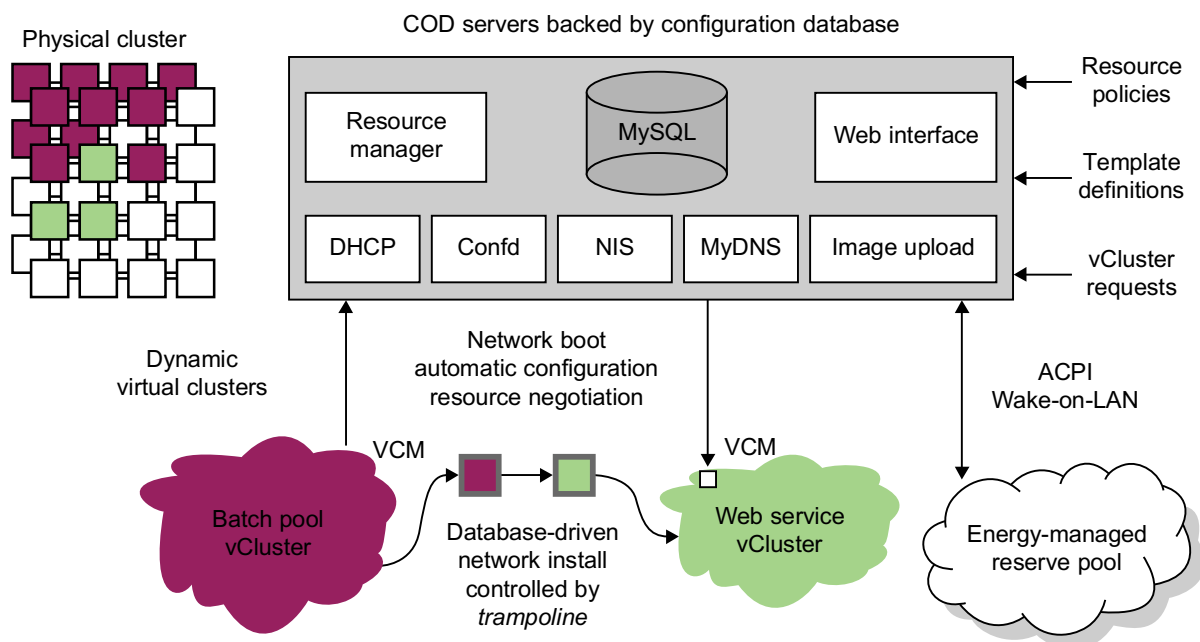 COD servers backed by configuration database
Physical cluster
Resource
manager
MySQL
Web interface
Resource
policies
Template
definitions
vCluster
requests
DHCP
Confd
NIS
MyDNS
Image upload
Dynamic
virtual clusters
Network boot
automatic configuration
resource negotiation
ACPI
Wake-on-LAN
VCM
VCM
Batch pool
vCluster
Database-driven
network install
controlled by
trampoline
Web service
vCluster
Energy-managed
reserve pool